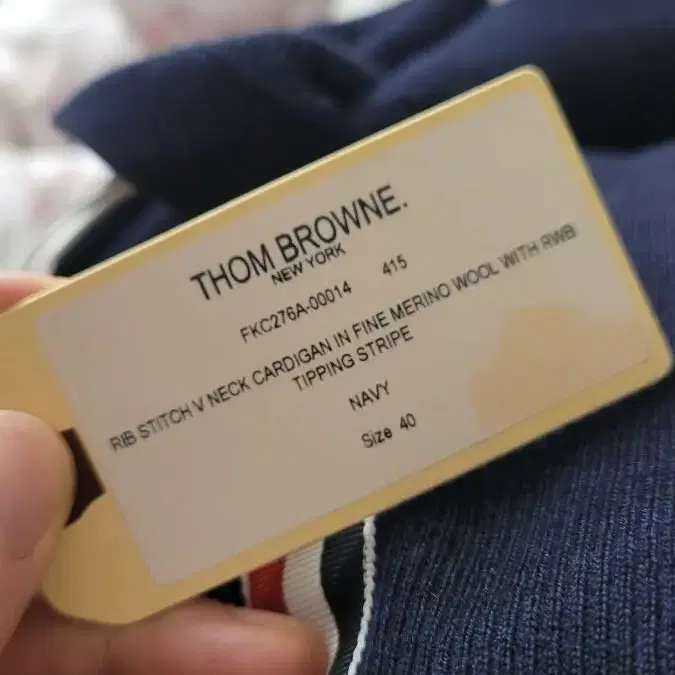 THOM BROWNE.
NEW YORK
FKC276A-00014 415
RIB STITCH V NECK CARDIGAN IN FINE MERINO WOOL WITH RWB
TIPPING STRIPE
NAVY
Size 40